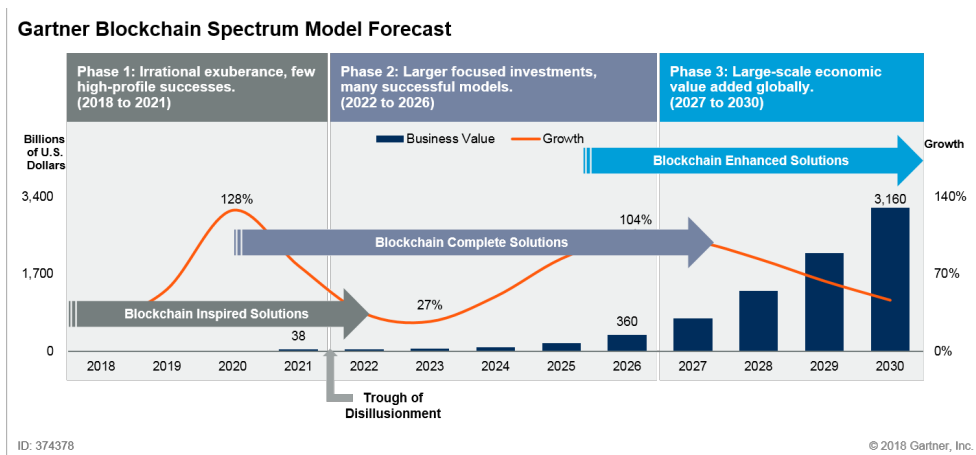 Gartner Blockchain Spectrum Model Forecast
Phase 1: Irrational exuberance, few
high-profile successes.
(2018 to 2021)
Phase 2: Larger focused investments,
many successful models.
(2022 to 2026)
Phase 3: Large-scale economic
value added globally.
(2027 to 2030)
Billions
of U.S.
Dollars
Business Value
Growth
Growth
Blockchain Enhanced Solutions
3,400
128%
104%
3,160
140%
Blockchain Complete Solutions
1,700
70%
Blockchain Inspired Solutions
27%
38
360
0
0%
2018 2019 2020 2021 2022 2023 2024 2025 2026 2027 2028 2029 2030
Trough of
Disillusionment
ID: 374378
© 2018 Gartner, Inc.